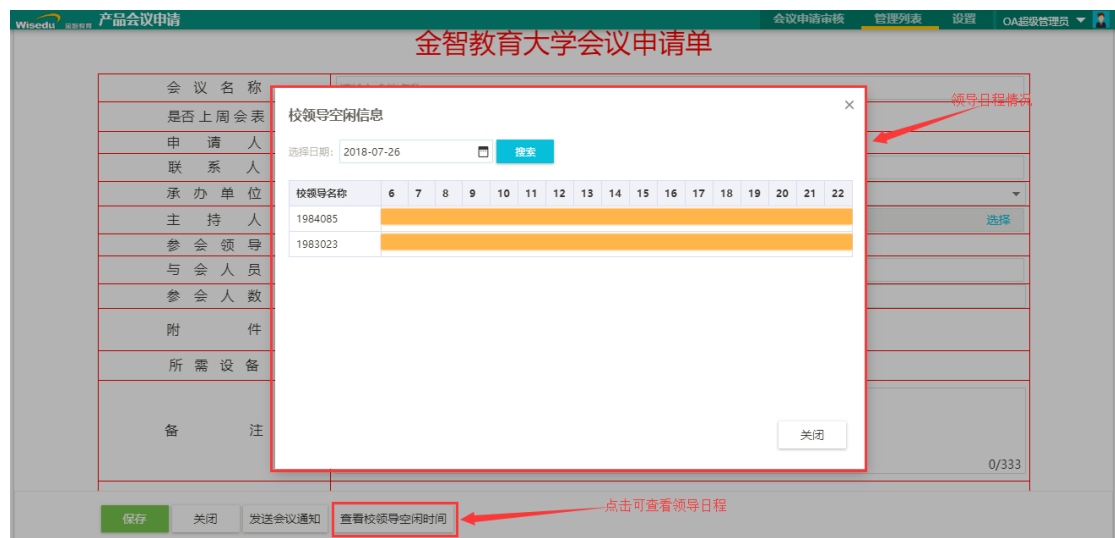 Wisedu 金智教育 产品会议申请 会议申请审核 管理列表 设置 OA超级管理员
金智教育大学会议申请单
会议名称
是否上周会表
领导日程情况
申请人
联系人
承办单位
主持人 选择
参会领导
与会人员
参会人数
附件
所需设备
备注
0/333
校领导空闲信息 ×
选择日期: 2018-07-26 搜索
校领导名称 6 7 8 9 10 11 12 13 14 15 16 17 18 19 20 21 22
1984085
1983023
关闭
保存 关闭 发送会议通知 查看校领导空闲时间
点击可查看领导日程